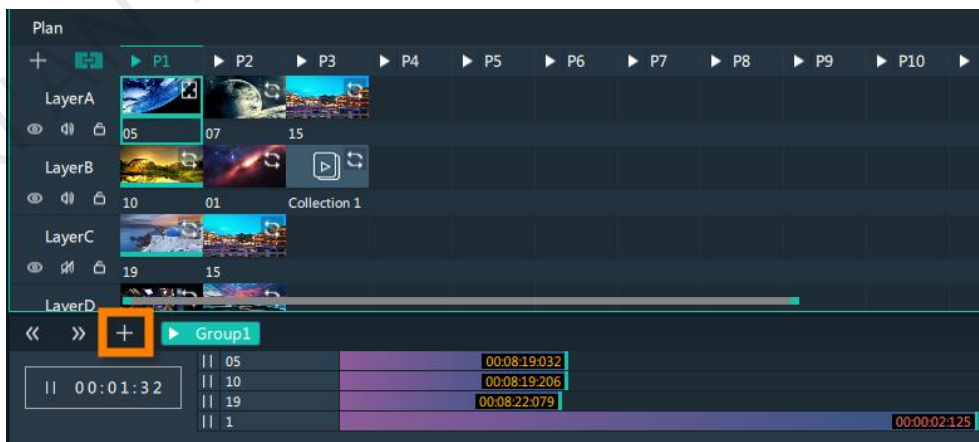 Plan
P1 P2 P3 P4 P5 P6 P7 P8 P9 P10
LayerA
05 07 15
LayerB
10 01 Collection 1
LayerC
19 15
LayerD
Group1
00:01:32
05 00:08:19:032
10 00:08:19:206
19 00:08:22:079
1 00:00:02:125